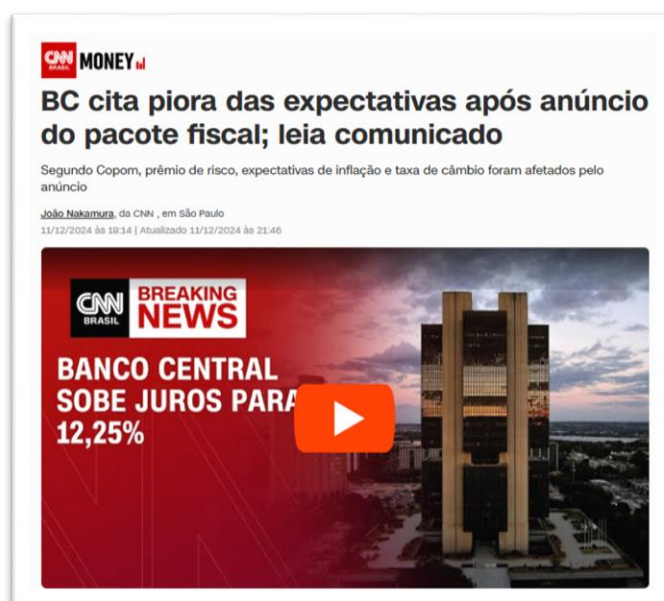 CNN BRASIL MONEY
BC cita piora das expectativas após anúncio
do pacote fiscal; leia comunicado
Segundo Copom, prêmio de risco, expectativas de inflação e taxa de câmbio foram afetados pelo
anúncio
João Nakamura, da CNN , em São Paulo
11/12/2024 às 19:14 | Atualizado 11/12/2024 às 21:46
CNN BRASIL
BREAKING
NEWS
BANCO CENTRAL
SOBE JUROS PARA
12,25%